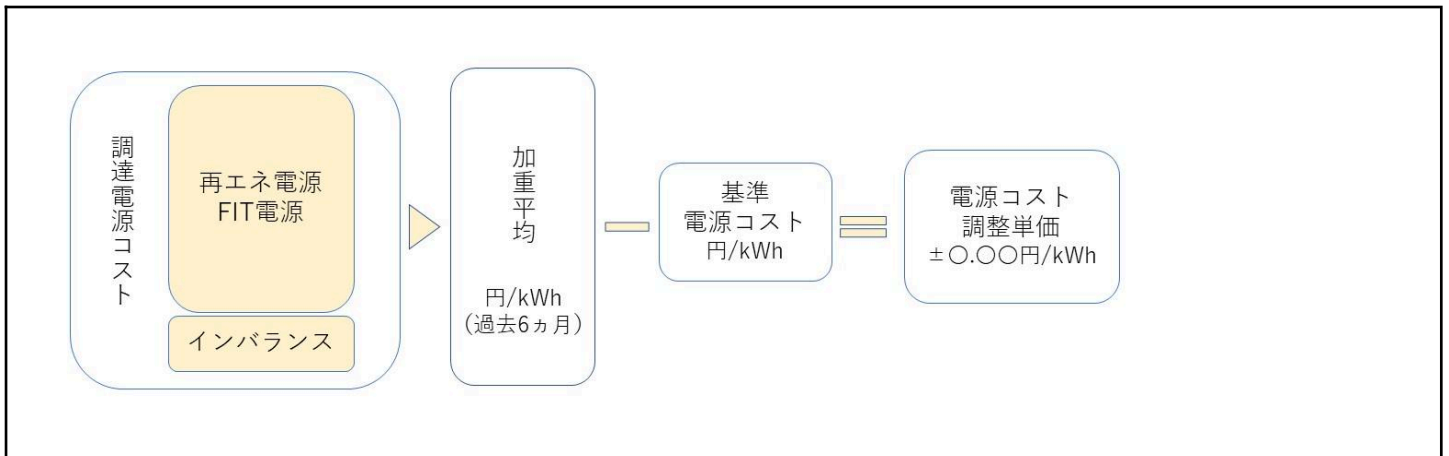 調達電源コスト
再エネ電源
FIT電源
インバランス
加重平均
円/kWh
(過去6ヵ月)
基準
電源コスト
円/kWh
電源コスト
調整単価
±〇.〇〇円/kWh